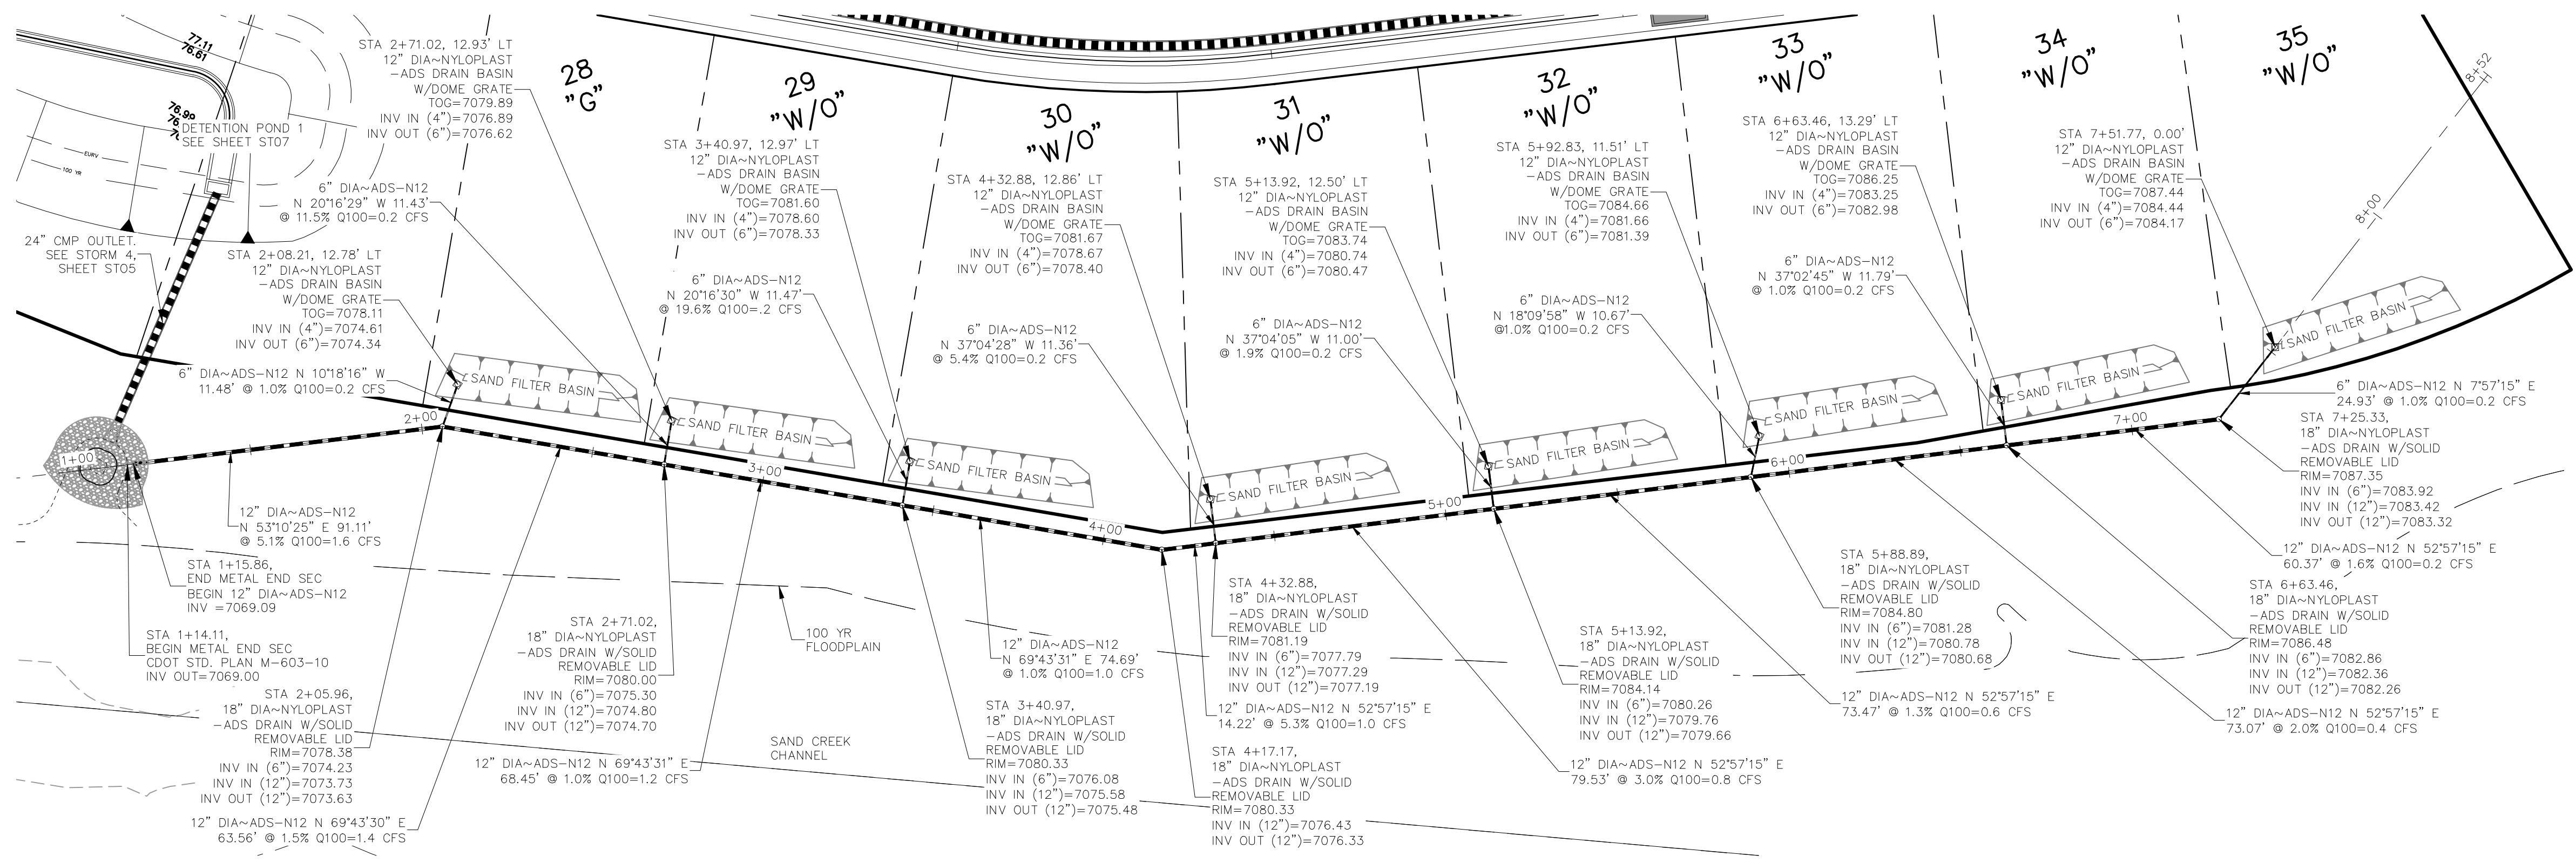 77.11
76.61
76.99
DETENTION POND 1
SEE SHEET ST07
EURV
100 YR
24" CMP OUTLET.
SEE STORM 4,
SHEET ST05
STA 2+71.02, 12.93' LT
12" DIA~NYLOPLAST
-ADS DRAIN BASIN
W/DOME GRATE
TOG=7079.89
INV IN (4")=7076.89
INV OUT (6")=7076.62
6" DIA~ADS-N12
N 20°16'29" W 11.43'
@ 11.5% Q100=0.2 CFS
STA 2+08.21, 12.78' LT
12" DIA~NYLOPLAST
-ADS DRAIN BASIN
W/DOME GRATE
TOG=7078.11
INV IN (4")=7074.61
INV OUT (6")=7074.34
6" DIA~ADS-N12 N 10°18'16" W
11.48' @ 1.0% Q100=0.2 CFS
28
"G"
29
"W/O"
30
"W/O"
31
"W/O"
32
"W/O"
33
"W/O"
34
"W/O"
35
"W/O"
STA 3+40.97, 12.97' LT
12" DIA~NYLOPLAST
-ADS DRAIN BASIN
W/DOME GRATE
TOG=7081.60
INV IN (4")=7078.60
INV OUT (6")=7078.33
6" DIA~ADS-N12
N 20°16'30" W 11.47'
@ 19.6% Q100=.2 CFS
STA 4+32.88, 12.86' LT
12" DIA~NYLOPLAST
-ADS DRAIN BASIN
W/DOME GRATE
TOG=7081.67
INV IN (4")=7078.67
INV OUT (6")=7078.40
6" DIA~ADS-N12
N 37°04'28" W 11.36'
@ 5.4% Q100=0.2 CFS
STA 5+13.92, 12.50' LT
12" DIA~NYLOPLAST
-ADS DRAIN BASIN
W/DOME GRATE
TOG=7083.74
INV IN (4")=7080.74
INV OUT (6")=7080.47
6" DIA~ADS-N12
N 37°04'05" W 11.00'
@ 1.9% Q100=0.2 CFS
STA 5+92.83, 11.51' LT
12" DIA~NYLOPLAST
-ADS DRAIN BASIN
W/DOME GRATE
TOG=7084.66
INV IN (4")=7081.66
INV OUT (6")=7081.39
6" DIA~ADS-N12
N 18°09'58" W 10.67'
@1.0% Q100=0.2 CFS
STA 6+63.46, 13.29' LT
12" DIA~NYLOPLAST
-ADS DRAIN BASIN
W/DOME GRATE
TOG=7086.25
INV IN (4")=7083.25
INV OUT (6")=7082.98
6" DIA~ADS-N12
N 37°02'45" W 11.79'
@ 1.0% Q100=0.2 CFS
STA 7+51.77, 0.00'
12" DIA~NYLOPLAST
-ADS DRAIN BASIN
W/DOME GRATE
TOG=7087.44
INV IN (4")=7084.44
INV OUT (6")=7084.17
8+52
8+00
SAND FILTER BASIN
SAND FILTER BASIN
SAND FILTER BASIN
SAND FILTER BASIN
SAND FILTER BASIN
SAND FILTER BASIN
SAND FILTER BASIN
SAND FILTER BASIN
1+00
2+00
3+00
4+00
5+00
6+00
7+00
6" DIA~ADS-N12 N 7°57'15" E
24.93' @ 1.0% Q100=0.2 CFS
STA 7+25.33,
18" DIA~NYLOPLAST
-ADS DRAIN W/SOLID
REMOVABLE LID
RIM=7087.35
INV IN (6")=7083.92
INV IN (12")=7083.42
INV OUT (12")=7083.32
12" DIA~ADS-N12 N 52°57'15" E
60.37' @ 1.6% Q100=0.2 CFS
STA 6+63.46,
18" DIA~NYLOPLAST
-ADS DRAIN W/SOLID
REMOVABLE LID
RIM=7086.48
INV IN (6")=7082.86
INV IN (12")=7082.36
INV OUT (12")=7082.26
12" DIA~ADS-N12 N 52°57'15" E
73.07' @ 2.0% Q100=0.4 CFS
STA 5+88.89,
18" DIA~NYLOPLAST
-ADS DRAIN W/SOLID
REMOVABLE LID
RIM=7084.80
INV IN (6")=7081.28
INV IN (12")=7080.78
INV OUT (12")=7080.68
12" DIA~ADS-N12 N 52°57'15" E
73.47' @ 1.3% Q100=0.6 CFS
STA 5+13.92,
18" DIA~NYLOPLAST
-ADS DRAIN W/SOLID
REMOVABLE LID
RIM=7084.14
INV IN (6")=7080.26
INV IN (12")=7079.76
INV OUT (12")=7079.66
12" DIA~ADS-N12 N 52°57'15" E
79.53' @ 3.0% Q100=0.8 CFS
STA 4+32.88,
18" DIA~NYLOPLAST
-ADS DRAIN W/SOLID
REMOVABLE LID
RIM=7081.19
INV IN (6")=7077.79
INV IN (12")=7077.29
INV OUT (12")=7077.19
12" DIA~ADS-N12 N 52°57'15" E
14.22' @ 5.3% Q100=1.0 CFS
STA 4+17.17,
18" DIA~NYLOPLAST
-ADS DRAIN W/SOLID
REMOVABLE LID
RIM=7080.33
INV IN (12")=7076.43
INV OUT (12")=7076.33
12" DIA~ADS-N12
N 69°43'31" E 74.69'
@ 1.0% Q100=1.0 CFS
STA 3+40.97,
18" DIA~NYLOPLAST
-ADS DRAIN W/SOLID
REMOVABLE LID
RIM=7080.33
INV IN (6")=7076.08
INV IN (12")=7075.58
INV OUT (12")=7075.48
100 YR
FLOODPLAIN
SAND CREEK
CHANNEL
STA 2+71.02,
18" DIA~NYLOPLAST
-ADS DRAIN W/SOLID
REMOVABLE LID
RIM=7080.00
INV IN (6")=7075.30
INV IN (12")=7074.80
INV OUT (12")=7074.70
12" DIA~ADS-N12 N 69°43'31" E
68.45' @ 1.0% Q100=1.2 CFS
12" DIA~ADS-N12
N 53°10'25" E 91.11'
@ 5.1% Q100=1.6 CFS
STA 1+15.86,
END METAL END SEC
BEGIN 12" DIA~ADS-N12
INV =7069.09
STA 1+14.11,
BEGIN METAL END SEC
CDOT STD. PLAN M-603-10
INV OUT=7069.00
STA 2+05.96,
18" DIA~NYLOPLAST
-ADS DRAIN W/SOLID
REMOVABLE LID
RIM=7078.38
INV IN (6")=7074.23
INV IN (12")=7073.73
INV OUT (12")=7073.63
12" DIA~ADS-N12 N 69°43'30" E
63.56' @ 1.5% Q100=1.4 CFS